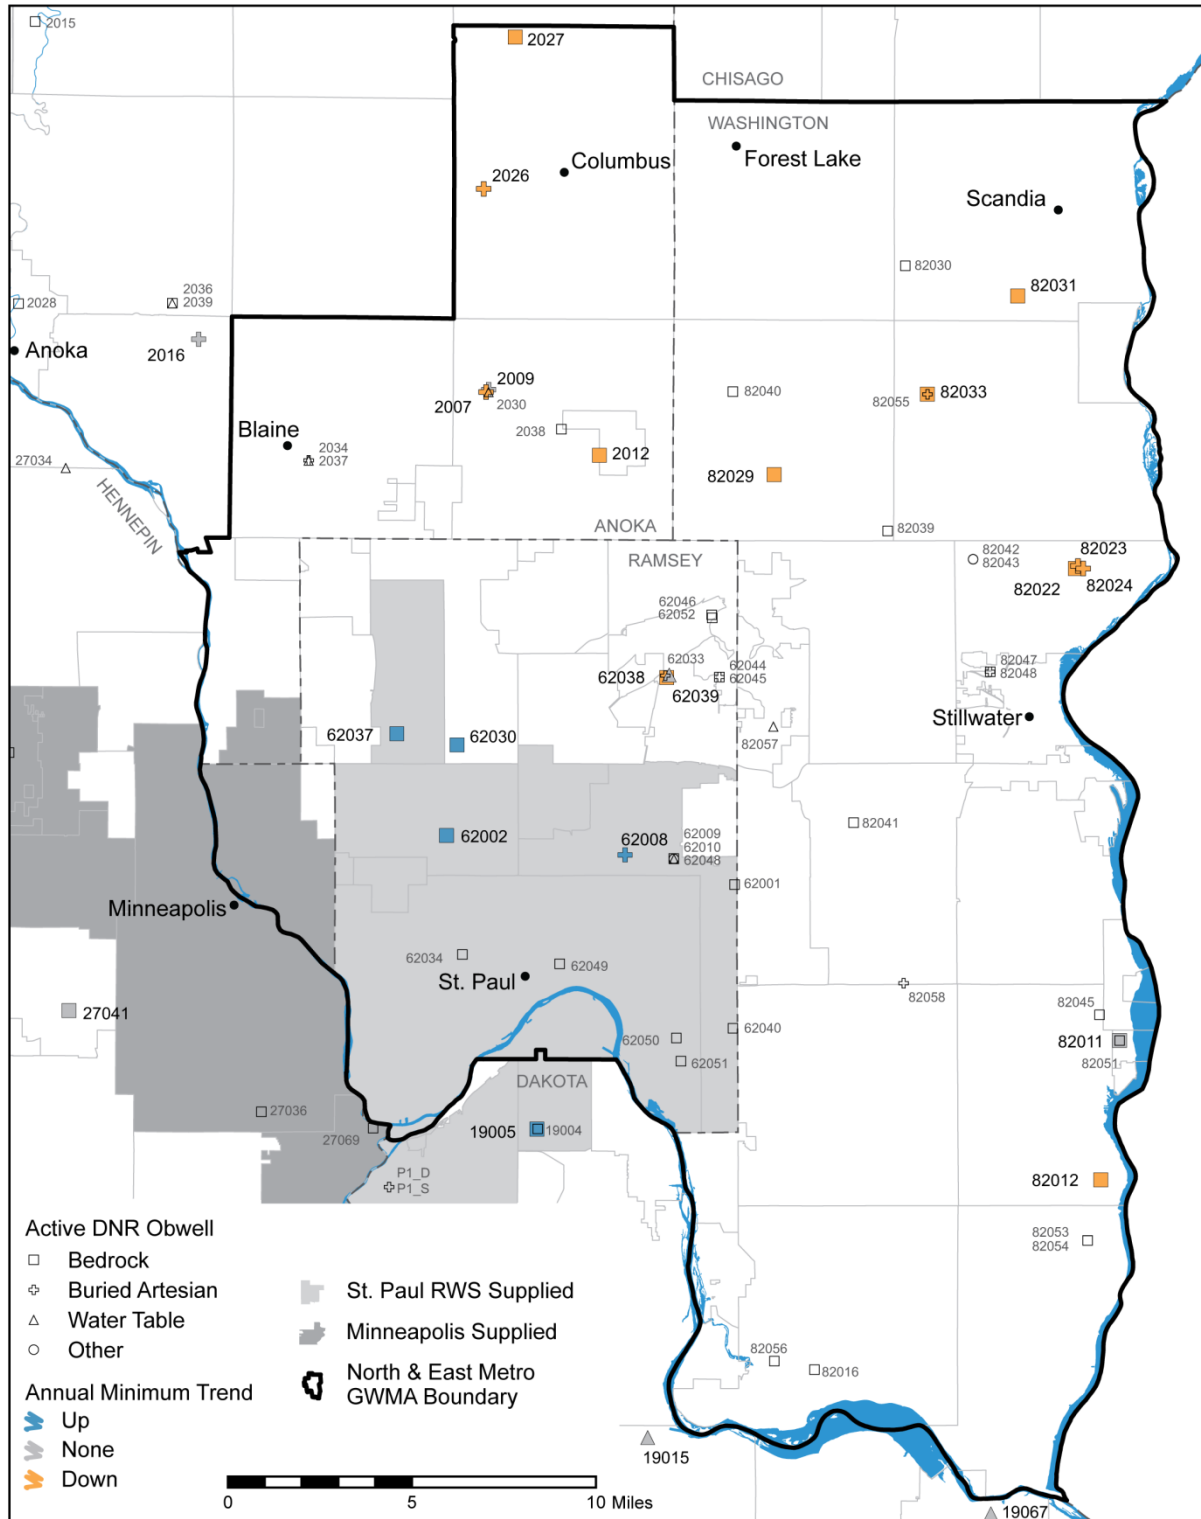 2015
2027
CHISAGO
WASHINGTON
Forest Lake
Columbus
2026
Scandia
82030
82031
2036
2039
2028
2016
Anoka
2009
2007
2030
82040
82055
82033
Blaine
2034
2037
2038
2012
27034
82029
HENNEPIN
ANOKA
82039
RAMSEY
82042
82043
82023
82022
82024
62046
62052
62033
62044
62045
62038
62039
82047
82048
Stillwater
62037
62030
82057
62002
62008
62009
62010
62048
82041
62001
Minneapolis
62034
62049
St. Paul
82058
27041
82045
62040
62050
62051
82011
82051
DAKOTA
27036
27069
19005
19004
P1_D
P1_S
82012
82053
82054
Active DNR Obwell
Bedrock
Buried Artesian
Water Table
Other
Annual Minimum Trend
Up
None
Down
St. Paul RWS Supplied
Minneapolis Supplied
North & East Metro
GWMA Boundary
82056
82016
19015
19067
0 5 10 Miles